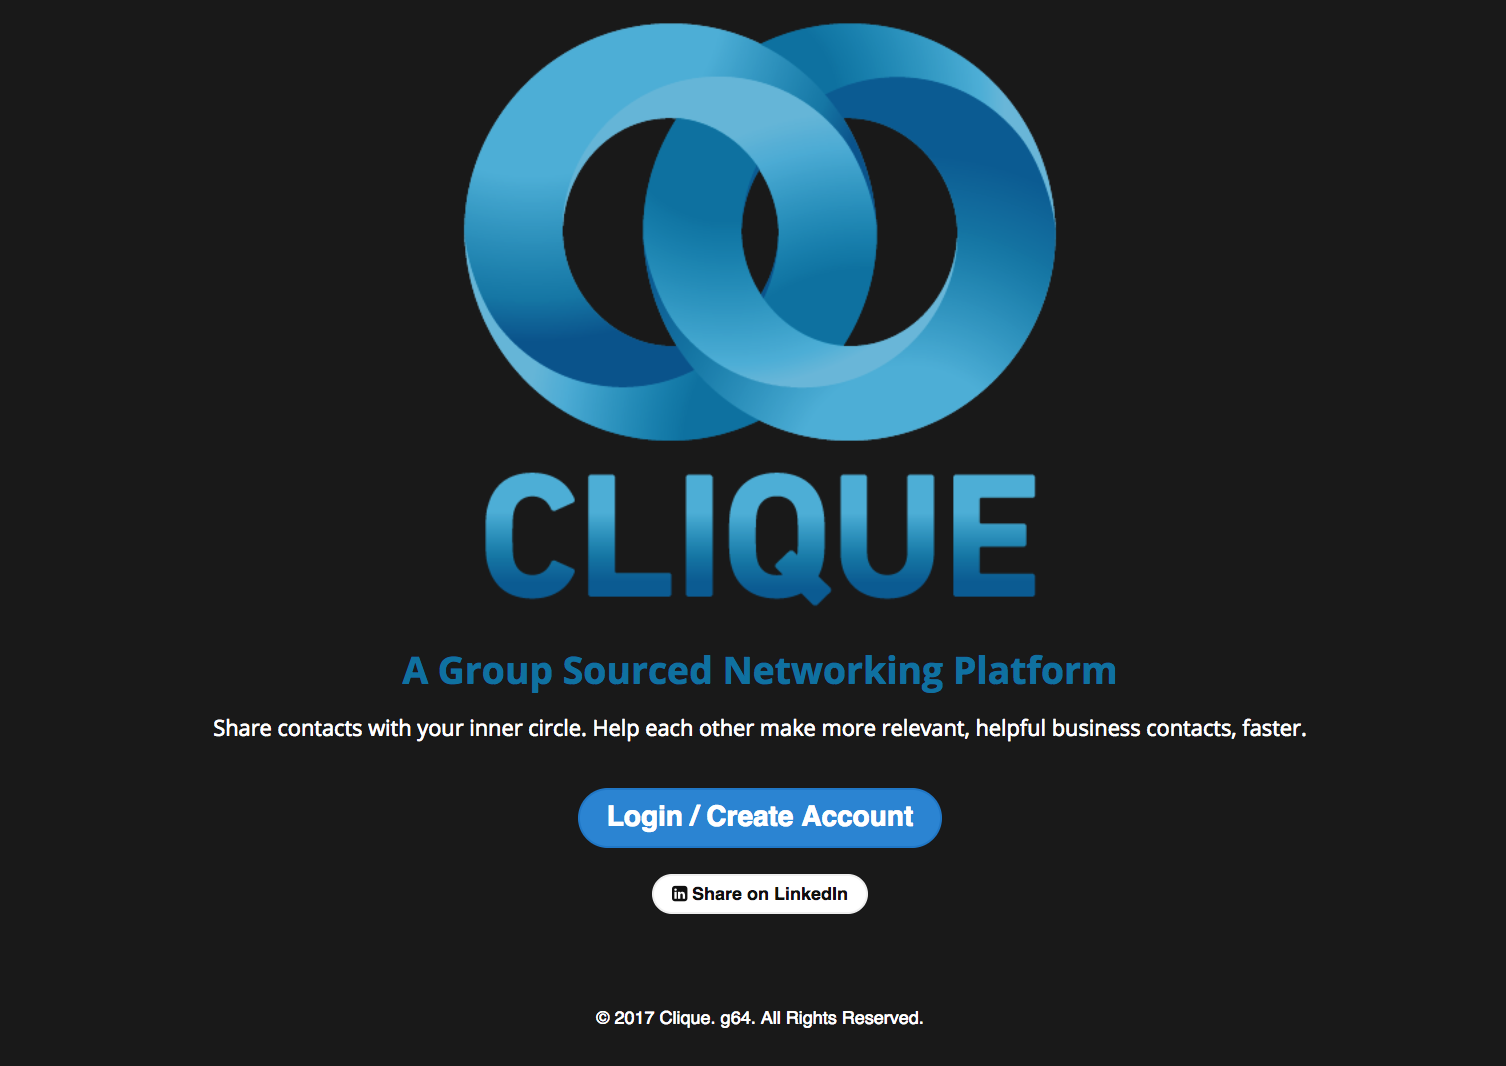 CLIQUE
A Group Sourced Networking Platform
Share contacts with your inner circle. Help each other make more relevant, helpful business contacts, faster.
Login / Create Account
in Share on LinkedIn
© 2017 Clique. g64. All Rights Reserved.